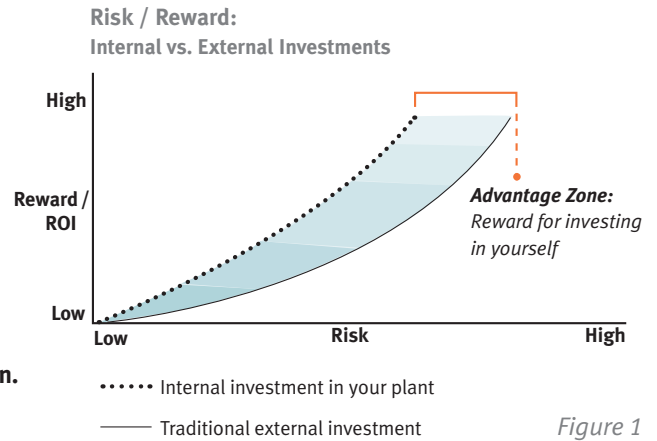 Risk / Reward:
Internal vs. External Investments
High
Reward /
ROI
Low
Advantage Zone:
Reward for investing
in yourself
Low
Risk
High
n.
Internal investment in your plant
Traditional external investment
Figure 1